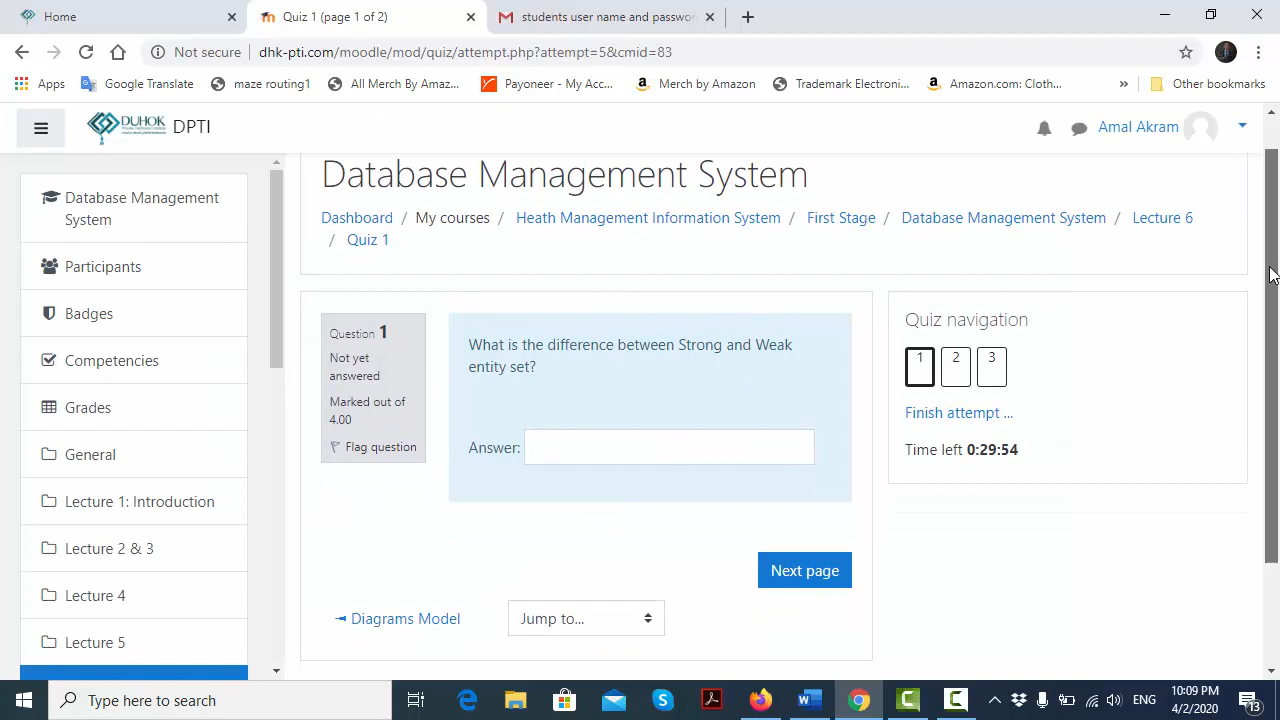 Home
Quiz 1 (page 1 of 2)
students user name and passwor
Not secure
dhk-pti.com/moodle/mod/quiz/attempt.php?attempt=5&cmid=83
Apps
Google Translate
maze routing1
All Merch By Amaz...
Payoneer - My Acc...
Merch by Amazon
Trademark Electroni...
Amazon.com: Cloth...
»
Other bookmarks
DUHOK
DPTI
Amal Akram
Database Management System
Dashboard / My courses / Heath Management Information System / First Stage / Database Management System / Lecture 6
/ Quiz 1
Database Management
System
Participants
Badges
Competencies
Grades
General
Lecture 1: Introduction
Lecture 2 & 3
Lecture 4
Lecture 5
Question 1
Not yet
answered
Marked out of
4.00
Flag question
What is the difference between Strong and Weak
entity set?
Answer:
Next page
◄ Diagrams Model
Jump to...
Quiz navigation
1 2 3
Finish attempt ...
Time left 0:29:54
Type here to search
ENG
10:09 PM
4/2/2020
13